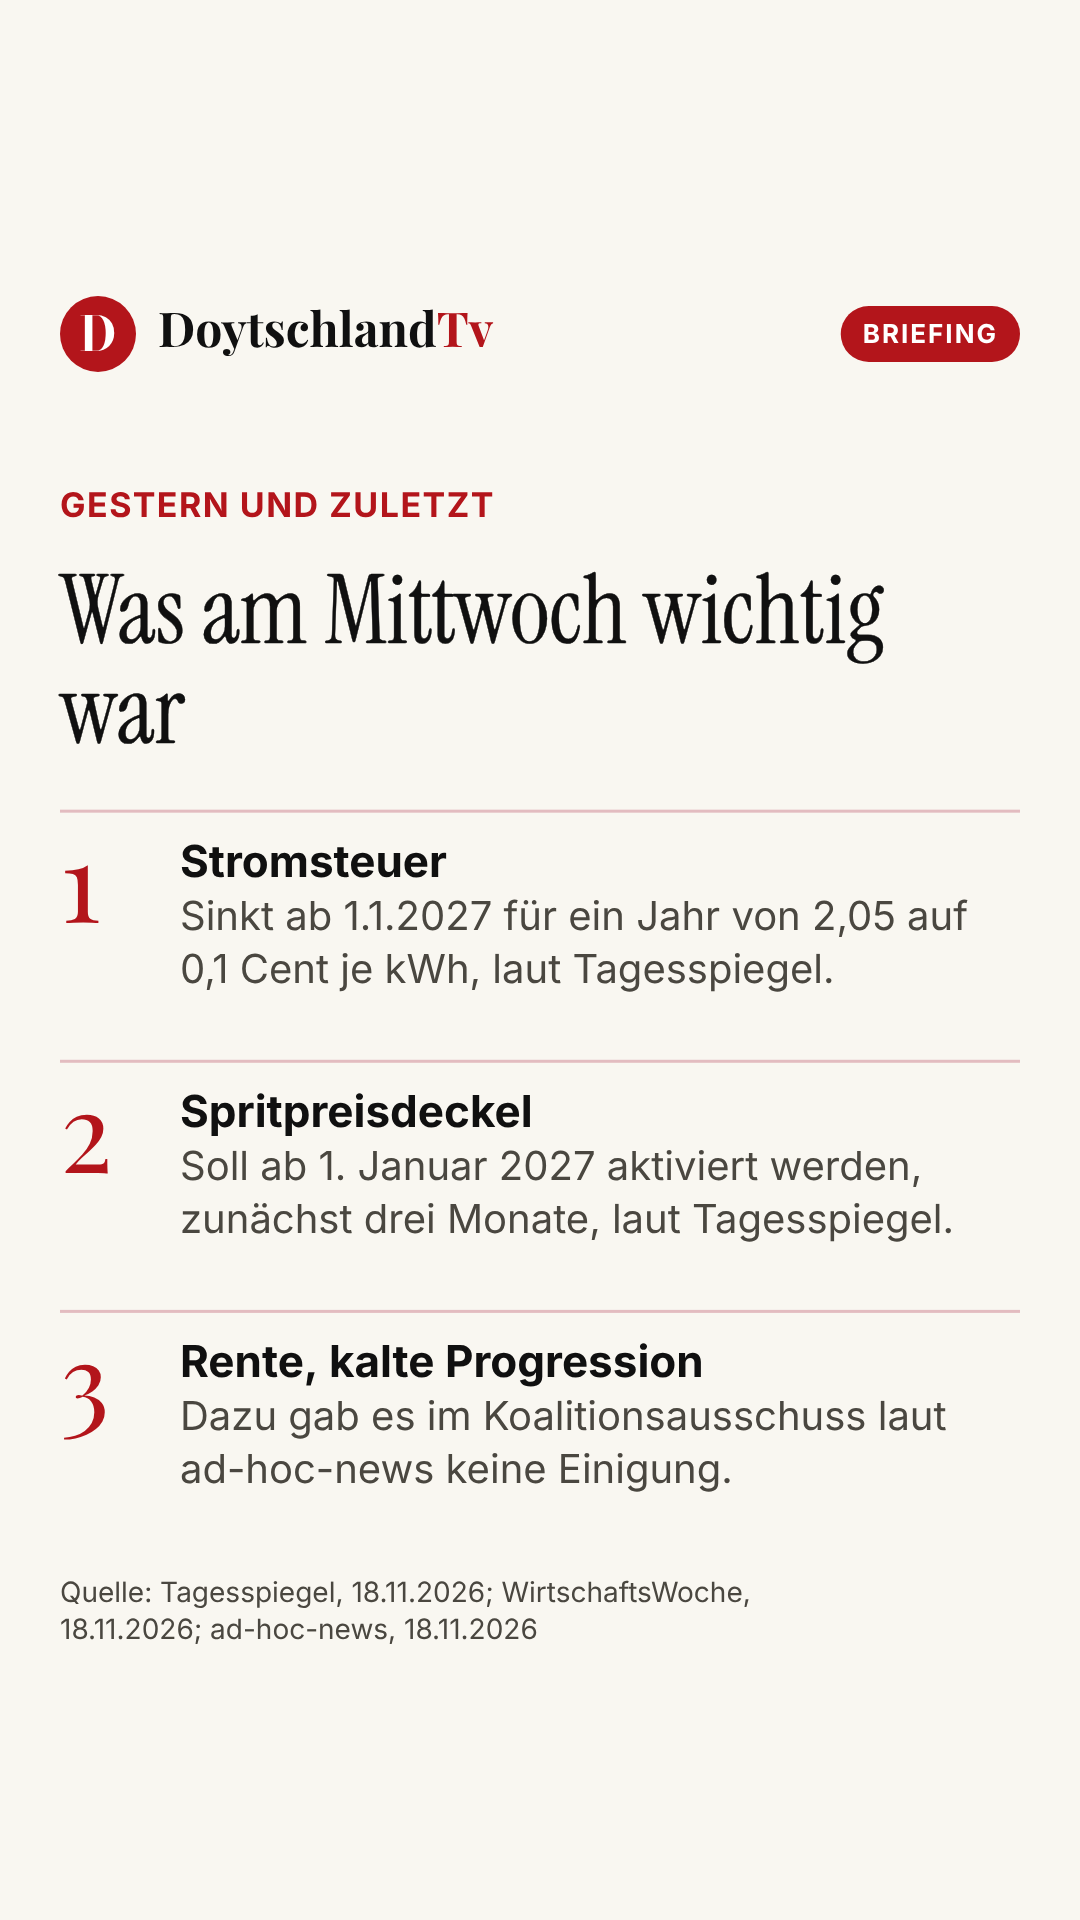 D DoytschlandTv
BRIEFING
GESTERN UND ZULETZT
Was am Mittwoch wichtig
war
1
Stromsteuer
Sinkt ab 1.1.2027 für ein Jahr von 2,05 auf
0,1 Cent je kWh, laut Tagesspiegel.
2
Spritpreisdeckel
Soll ab 1. Januar 2027 aktiviert werden,
zunächst drei Monate, laut Tagesspiegel.
3
Rente, kalte Progression
Dazu gab es im Koalitionsausschuss laut
ad-hoc-news keine Einigung.
Quelle: Tagesspiegel, 18.11.2026; WirtschaftsWoche,
18.11.2026; ad-hoc-news, 18.11.2026